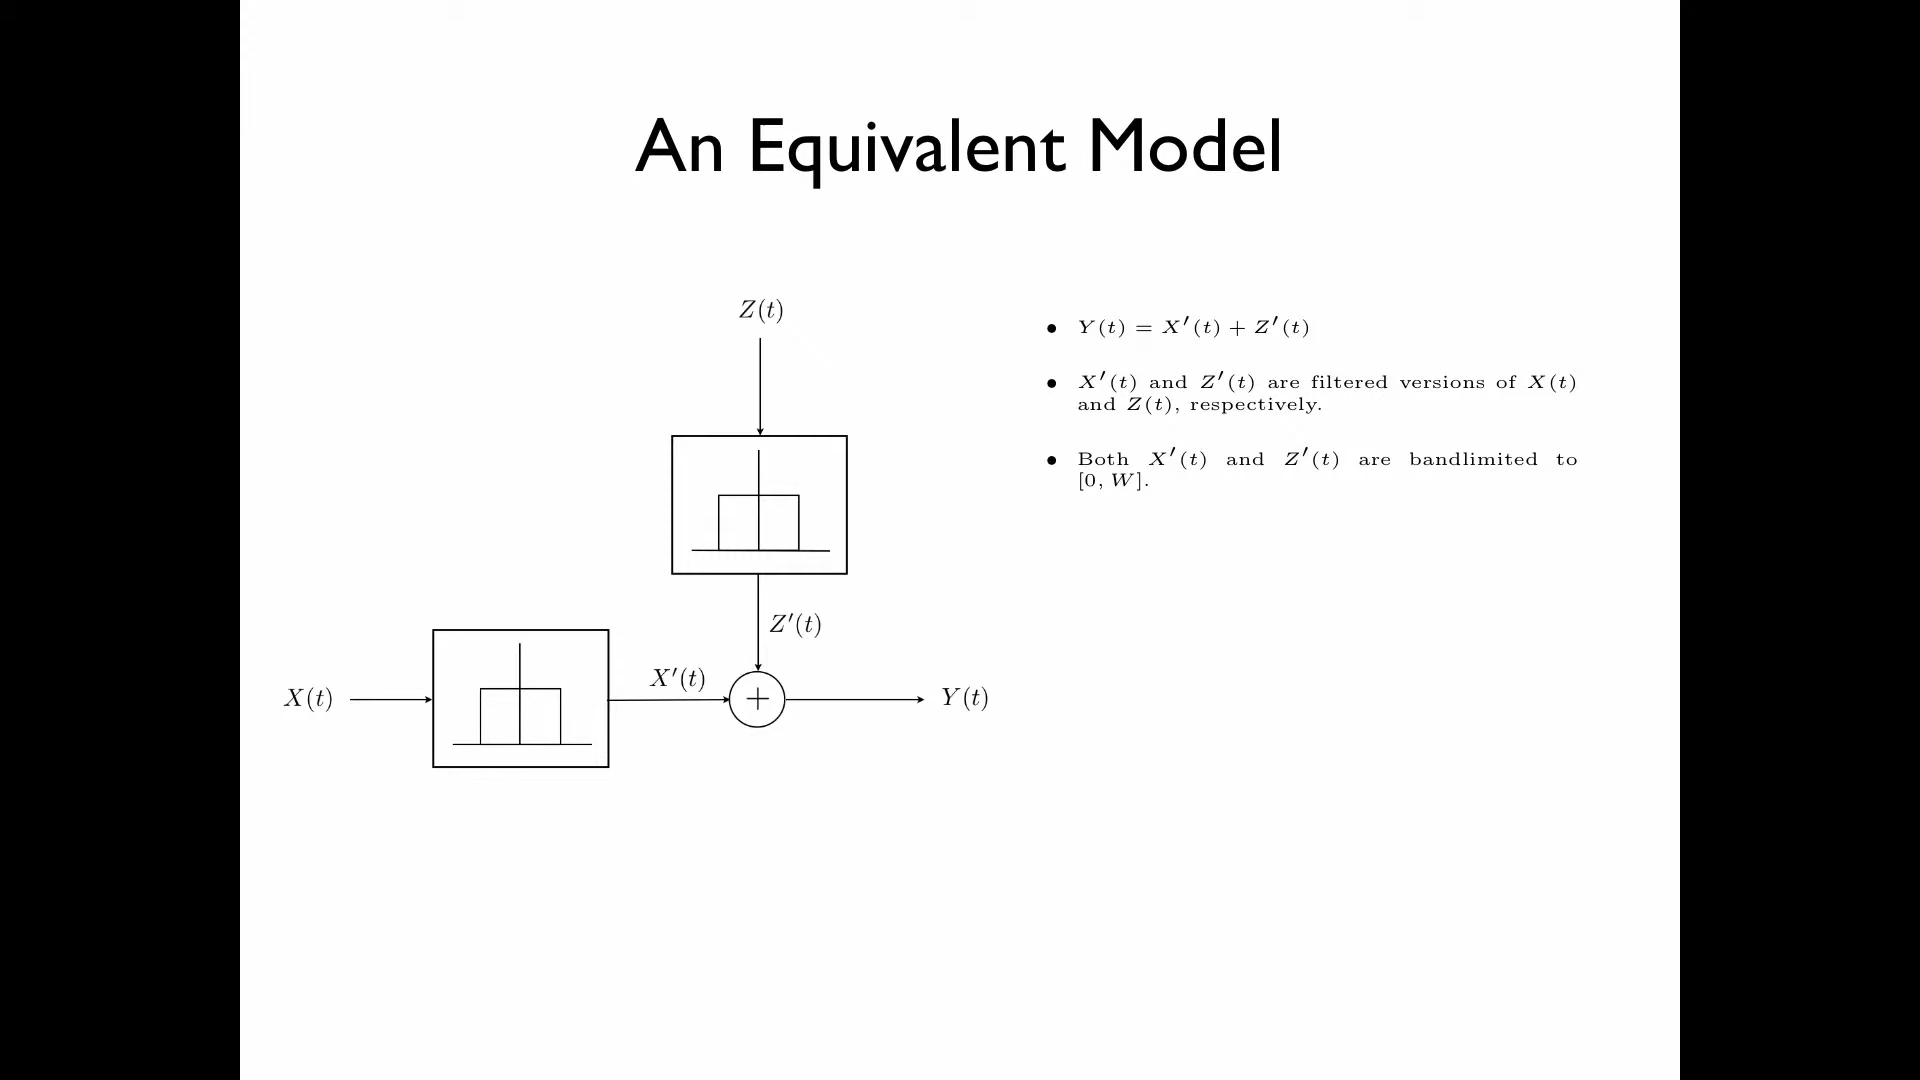 An Equivalent Model
Z(t)
• Y(t) = X′(t) + Z′(t)
• X′(t) and Z′(t) are filtered versions of X(t)
and Z(t), respectively.
• Both X′(t) and Z′(t) are bandlimited to
[0, W].
Z′(t)
X(t)
X′(t)
+
Y(t)